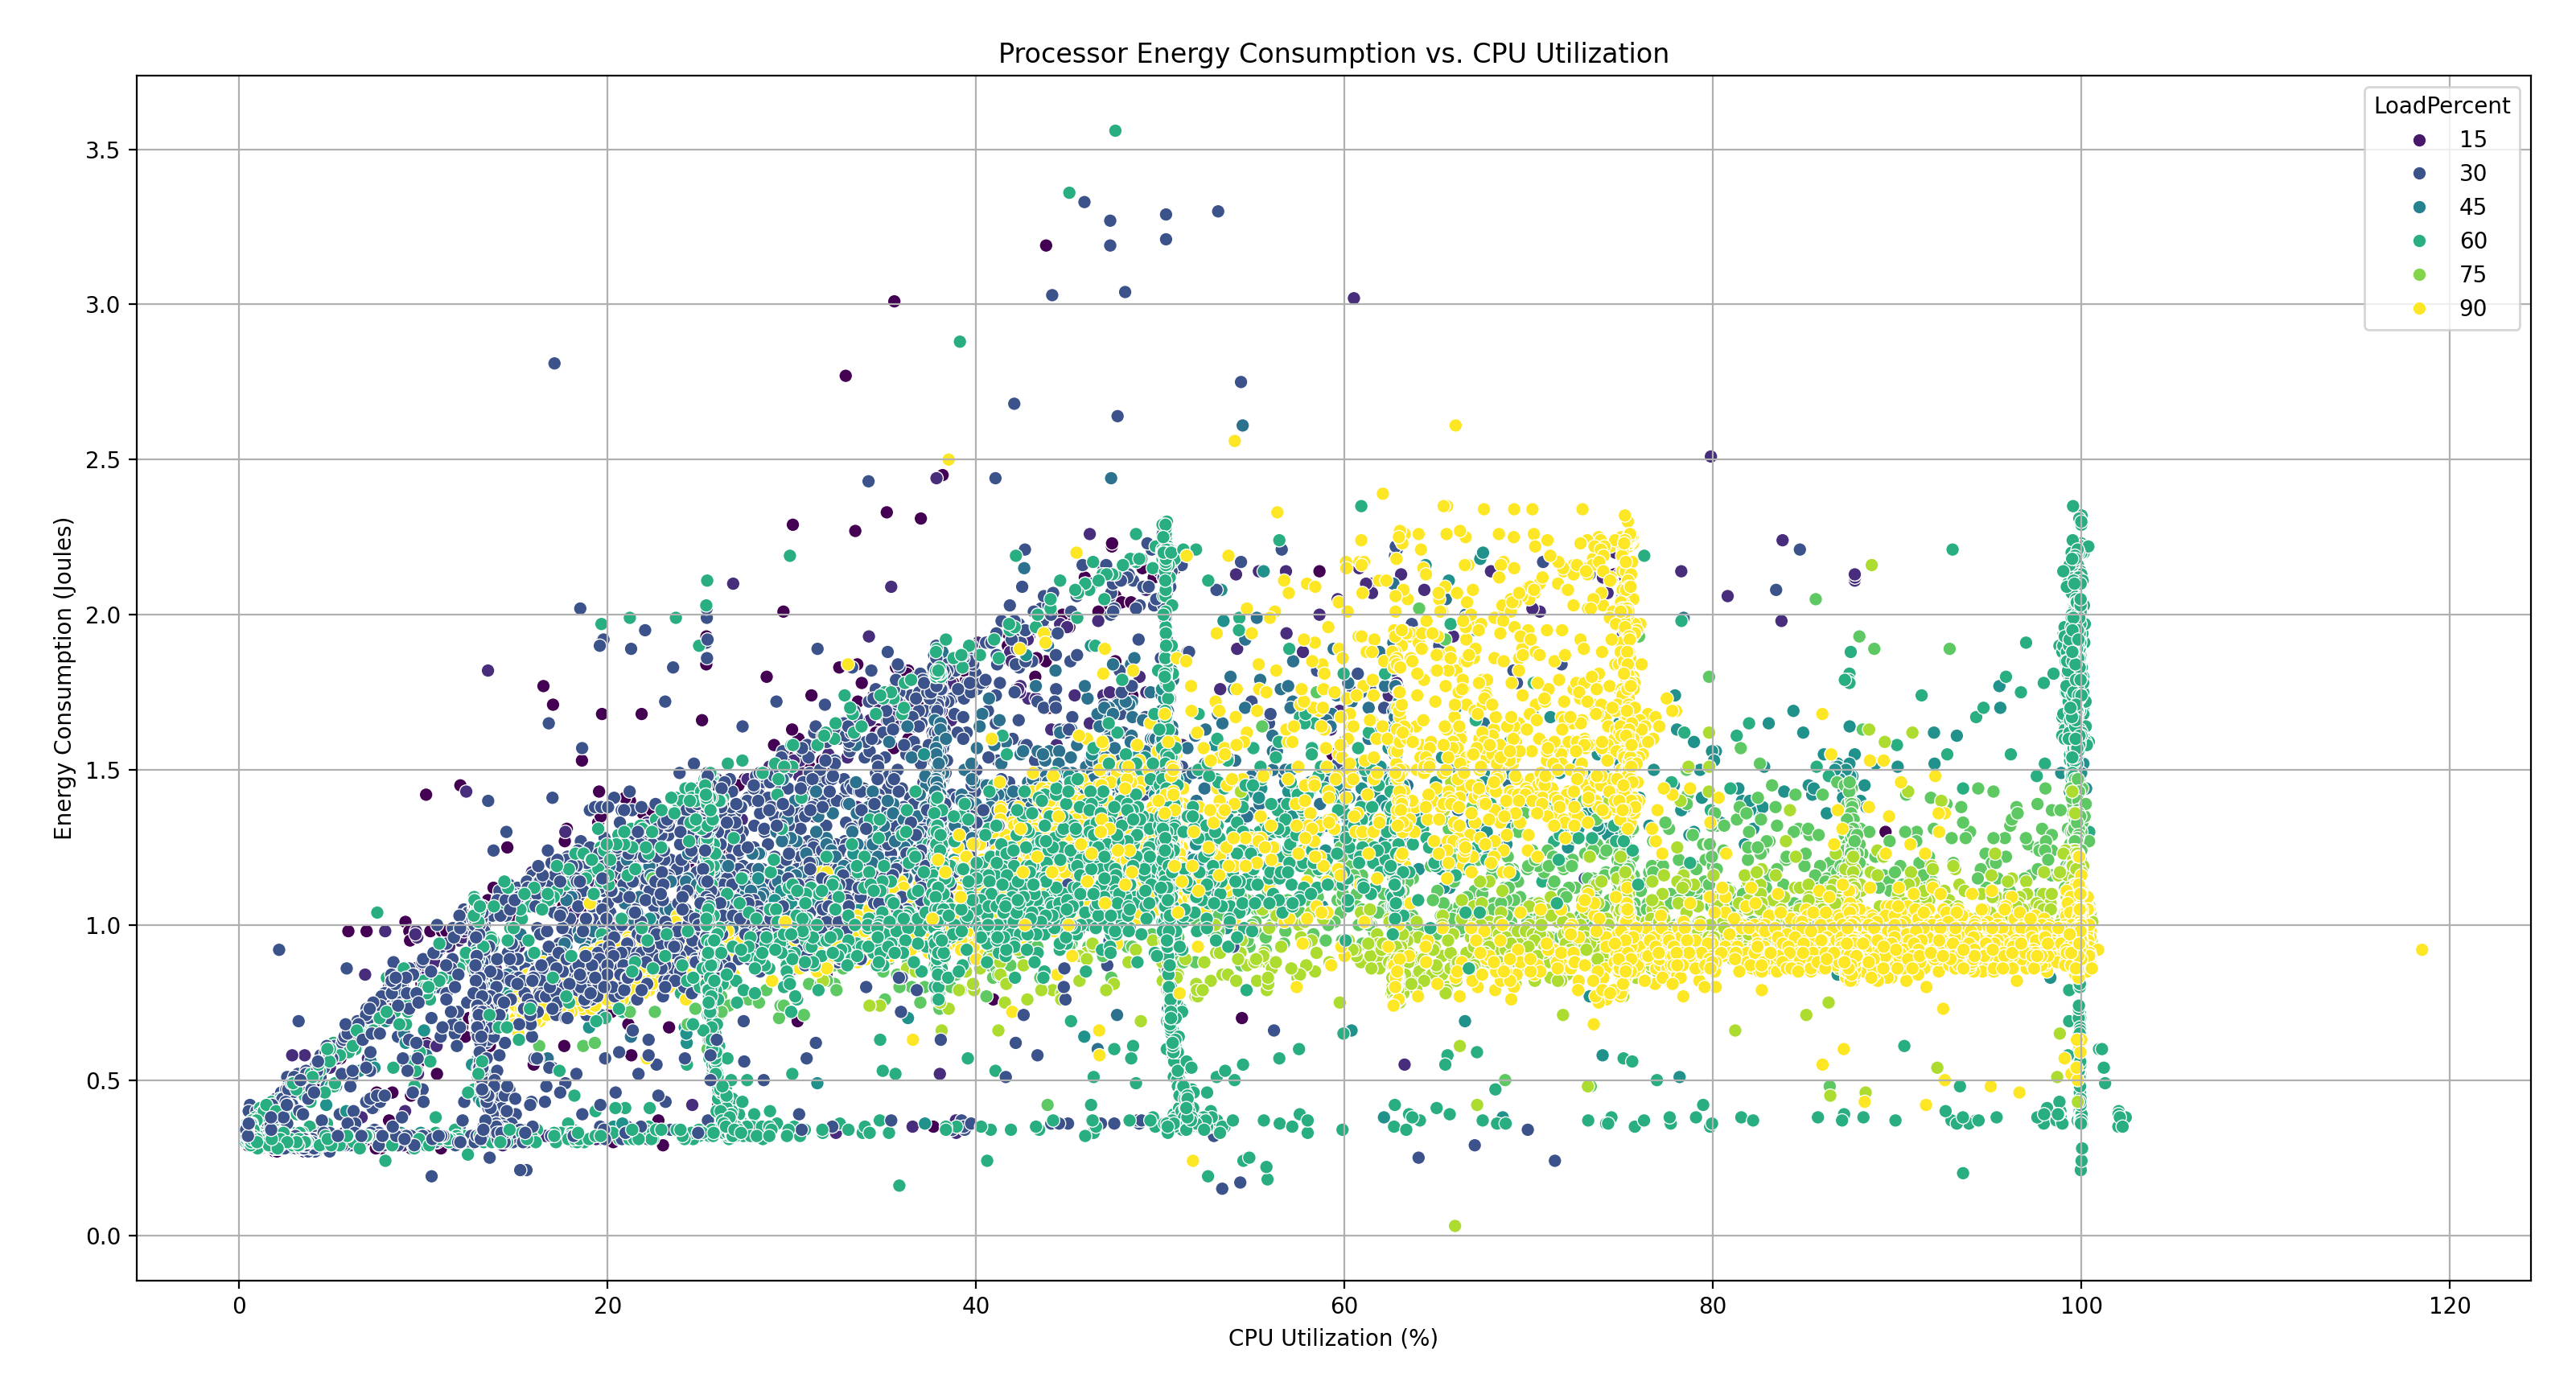 Processor Energy Consumption vs. CPU Utilization
LoadPercent
15
30
45
60
75
90
Energy Consumption (Joules)
3.5
3.0
2.5
2.0
1.5
1.0
0.5
0.0
0 20 40 60 80 100 120
CPU Utilization (%)